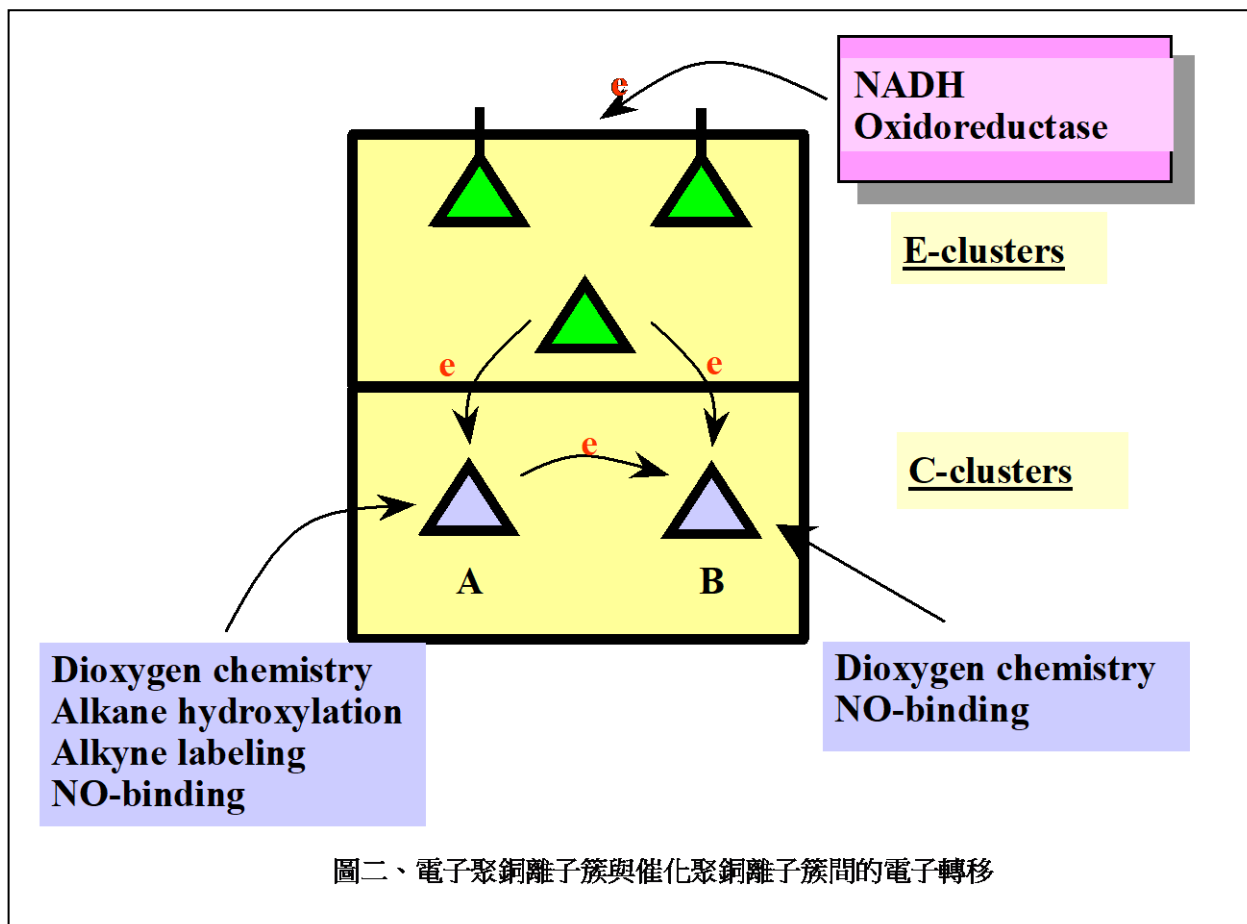 e
NADH
Oxidoreductase
E-clusters
e
e
e
C-clusters
A
B
Dioxygen chemistry
Alkane hydroxylation
Alkyne labeling
NO-binding
Dioxygen chemistry
NO-binding
圖二、電子聚銅離子簇與催化聚銅離子簇間的電子轉移